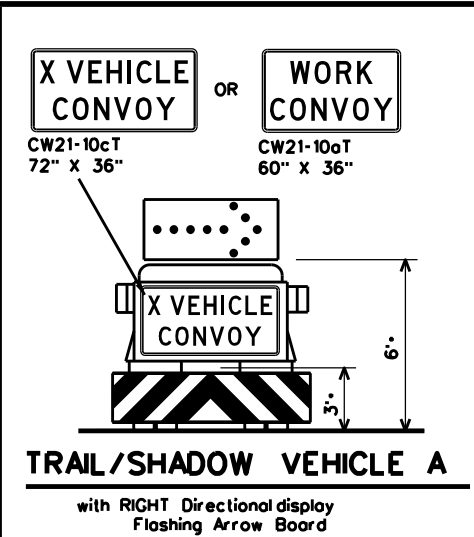 X VEHICLE
CONVOY
OR
WORK
CONVOY
CW21-10cT
72" X 36"
CW21-10aT
60" X 36"
X VEHICLE
CONVOY
6'•
3'•
TRAIL/SHADOW VEHICLE A
with RIGHT Directional display
Flashing Arrow Board